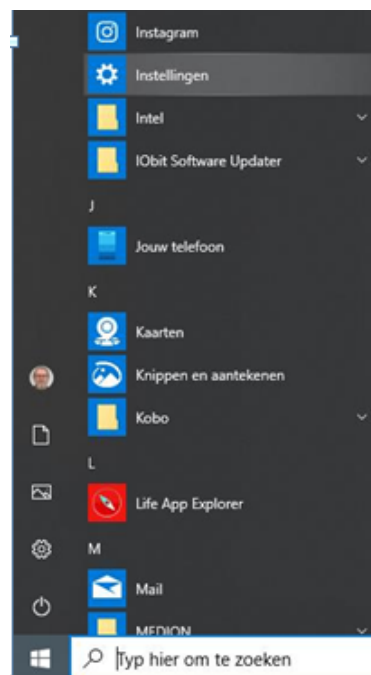 Instagram
Instellingen
Intel
IObit Software Updater
J
Jouw telefoon
K
Kaarten
Knippen en aantekenen
Kobo
L
Life App Explorer
M
Mail
MEDION
Typ hier om te zoeken